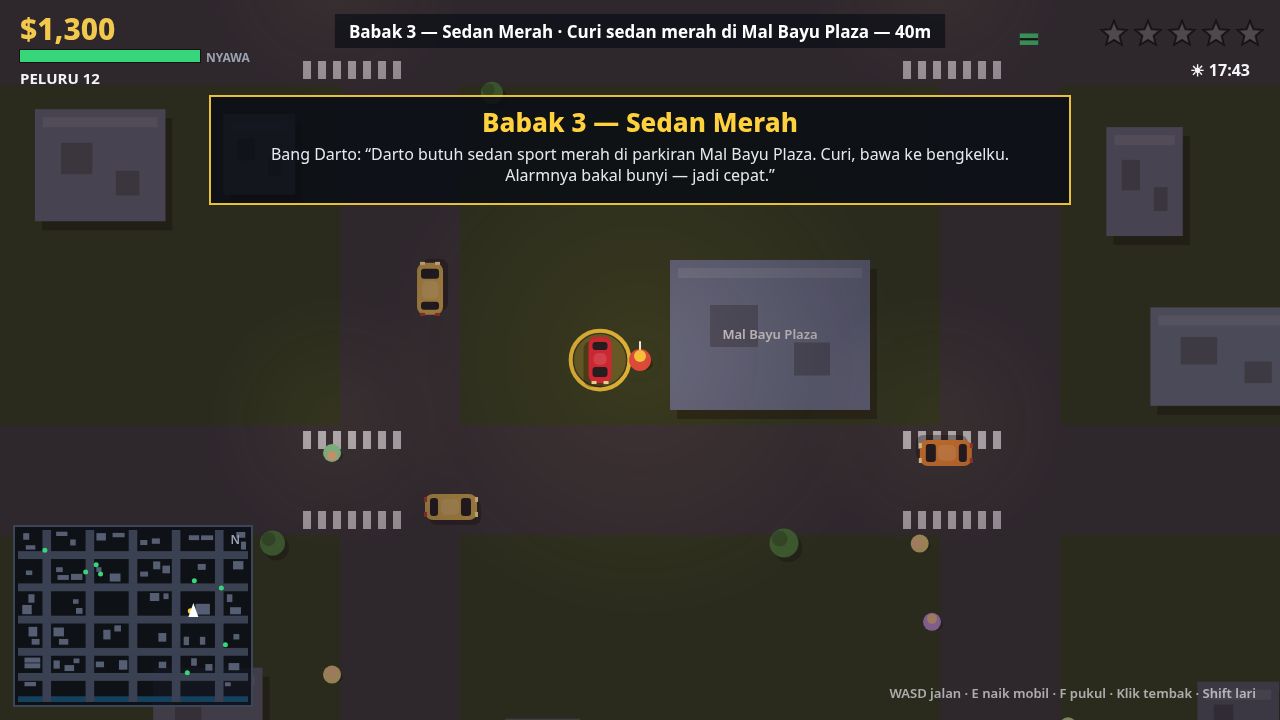 $1,300
NYAWA
PELURU 12
Babak 3 — Sedan Merah · Curi sedan merah di Mal Bayu Plaza — 40m
☀ 17:43
Babak 3 — Sedan Merah
Bang Darto: “Darto butuh sedan sport merah di parkiran Mal Bayu Plaza. Curi, bawa ke bengkelku.
Alarmnya bakal bunyi — jadi cepat.”
Mal Bayu Plaza
N
WASD jalan · E naik mobil · F pukul · Klik tembak · Shift lari